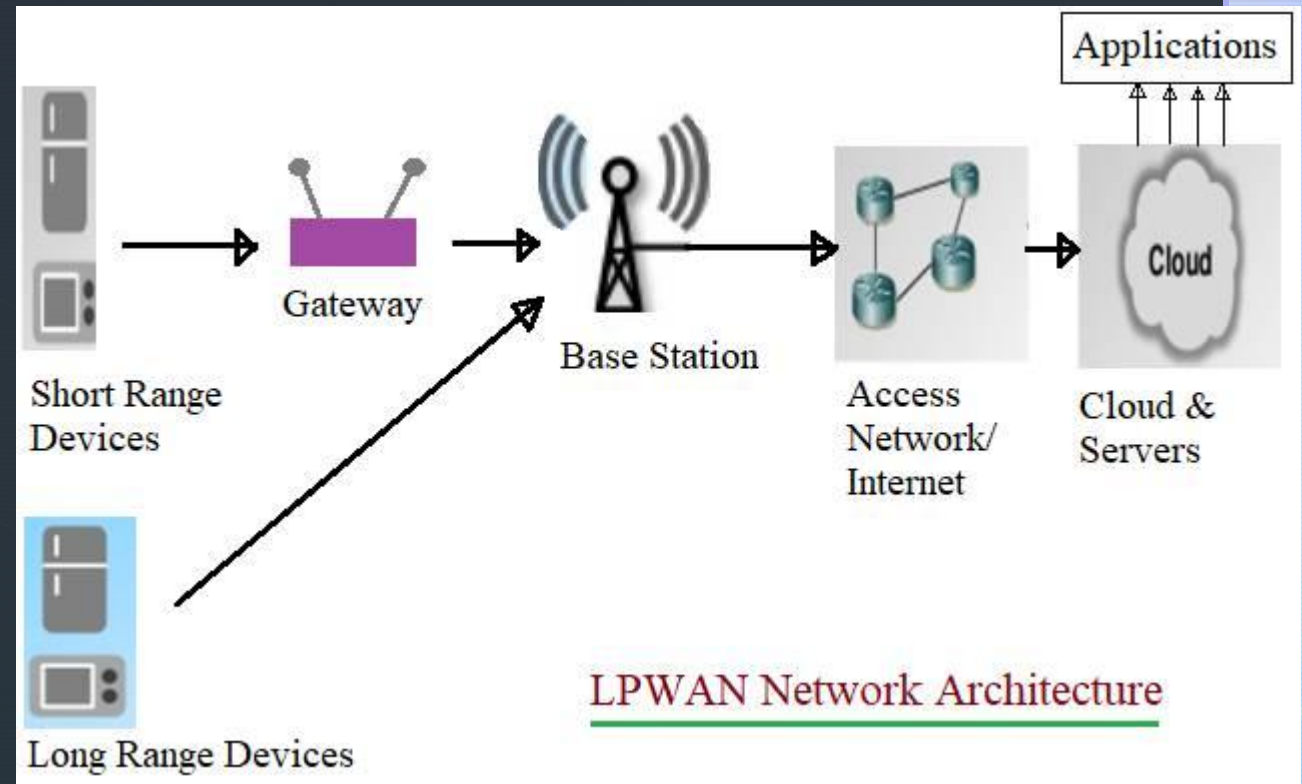 Applications
Cloud
Gateway
Base Station
Short Range
Devices
Access
Network/
Internet
Cloud &
Servers
LPWAN Network Architecture
Long Range Devices